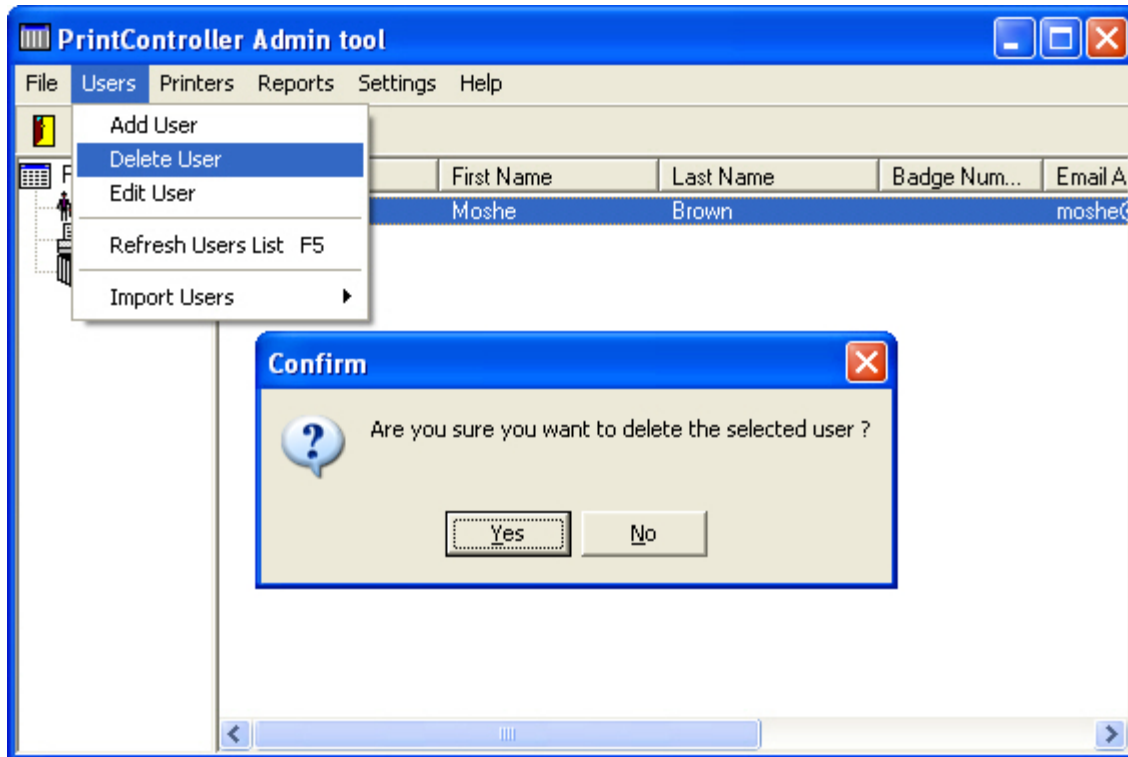 PrintController Admin tool
File Users Printers Reports Settings Help
Add User
Delete User
Edit User
Refresh Users List F5
Import Users
First Name Last Name Badge Num... Email A
Moshe Brown moshe@
Confirm
Are you sure you want to delete the selected user ?
Yes No